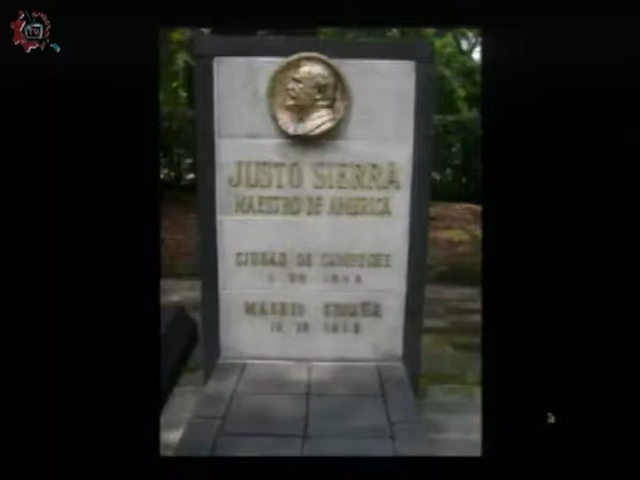 JUSTO SIERRA
MAESTRO DE AMERICA
CIUDAD DE CAMPECHE
MADRID ESPAÑA